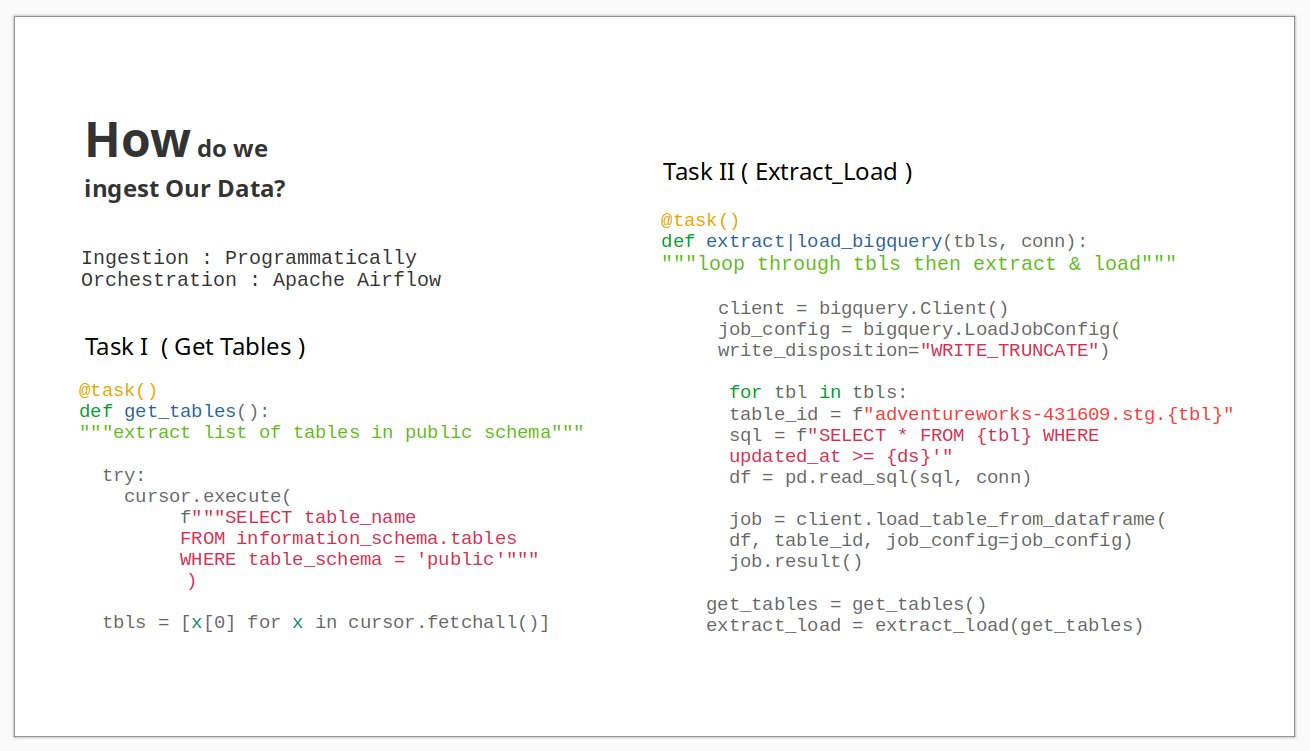 How do we
ingest Our Data?
Ingestion : Programmatically
Orchestration : Apache Airflow
Task I ( Get Tables )
@task()
def get_tables():
"""extract list of tables in public schema"""
try:
cursor.execute(
f"""SELECT table_name
FROM information_schema.tables
WHERE table_schema = 'public'"""
)
tbls = [x[0] for x in cursor.fetchall()]
Task II ( Extract_Load )
@task()
def extract|load_bigquery(tbls, conn):
"""loop through tbls then extract & load"""
client = bigquery.Client()
job_config = bigquery.LoadJobConfig(
write_disposition="WRITE_TRUNCATE")
for tbl in tbls:
table_id = f"adventureworks-431609.stg.{tbl}"
sql = f"SELECT * FROM {tbl} WHERE
updated_at >= {ds}'"
df = pd.read_sql(sql, conn)
job = client.load_table_from_dataframe(
df, table_id, job_config=job_config)
job.result()
get_tables = get_tables()
extract_load = extract_load(get_tables)